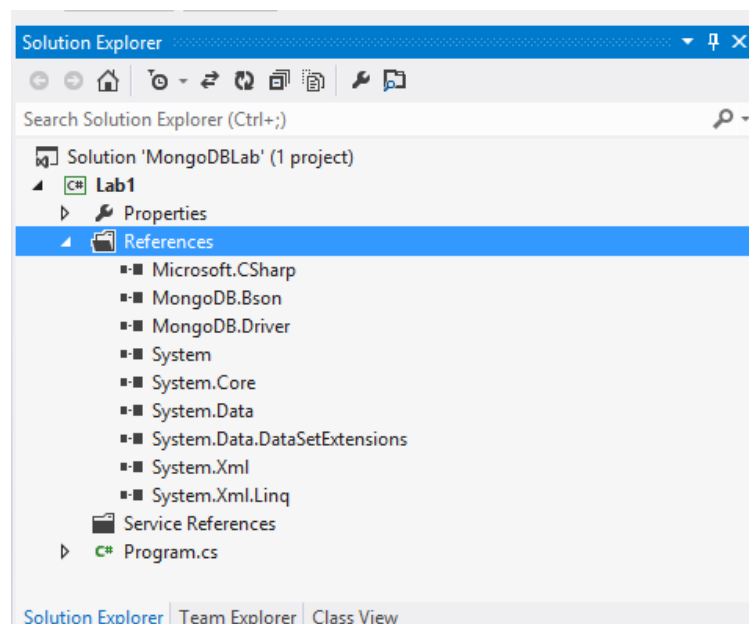 Solution Explorer
Search Solution Explorer (Ctrl+;)
Solution 'MongoDBLab' (1 project)
C# Lab1
Properties
References
Microsoft.CSharp
MongoDB.Bson
MongoDB.Driver
System
System.Core
System.Data
System.Data.DataSetExtensions
System.Xml
System.Xml.Linq
Service References
C# Program.cs
Solution Explorer Team Explorer Class View